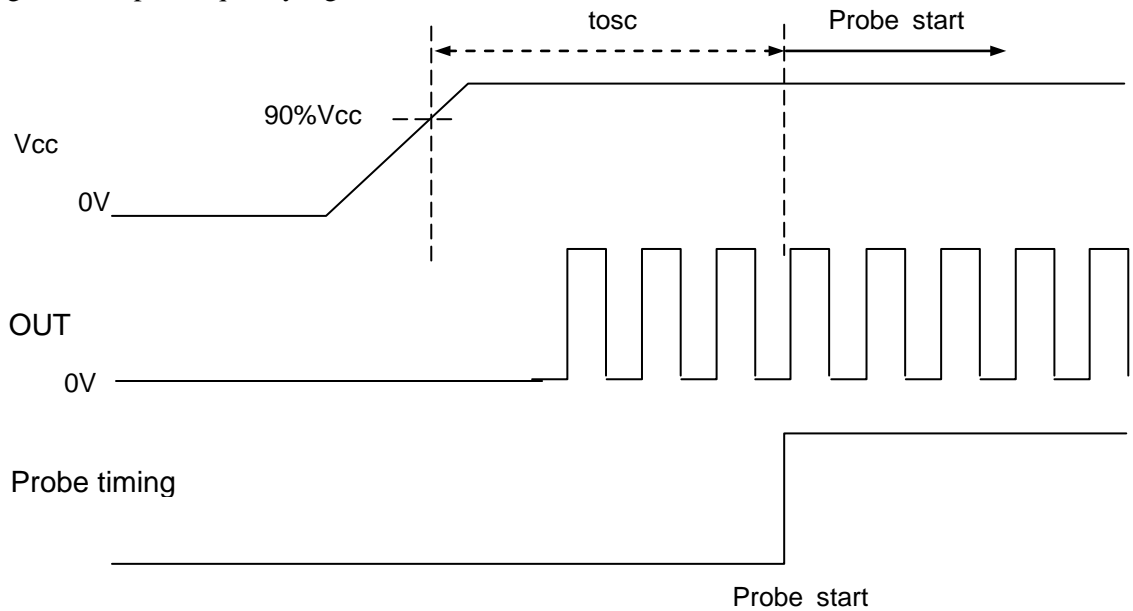 tosc
Probe start
90%Vcc
Vcc
0V
OUT
0V
Probe timing
Probe start